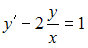 y′ − 2 y/x = 1